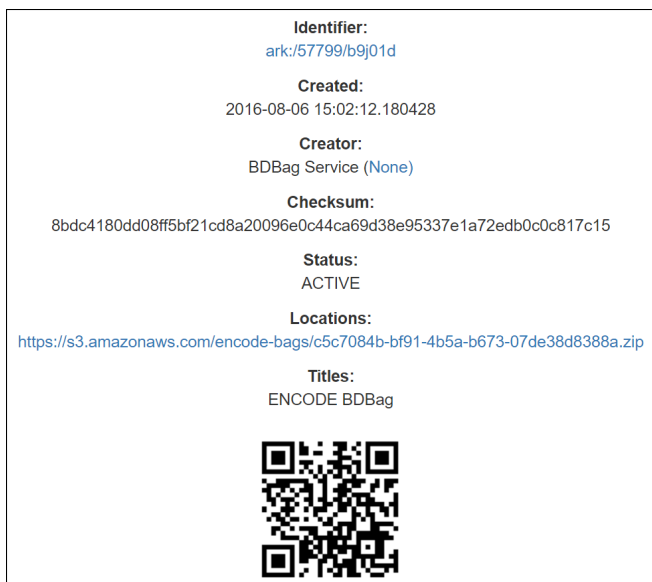 Identifier:
ark:/57799/b9j01d
Created:
2016-08-06 15:02:12.180428
Creator:
BDBag Service (None)
Checksum:
8bdc4180dd08ff5bf21cd8a20096e0c44ca69d38e95337e1a72edb0c0c817c15
Status:
ACTIVE
Locations:
https://s3.amazonaws.com/encode-bags/c5c7084b-bf91-4b5a-b673-07de38d8388a.zip
Titles:
ENCODE BDBag